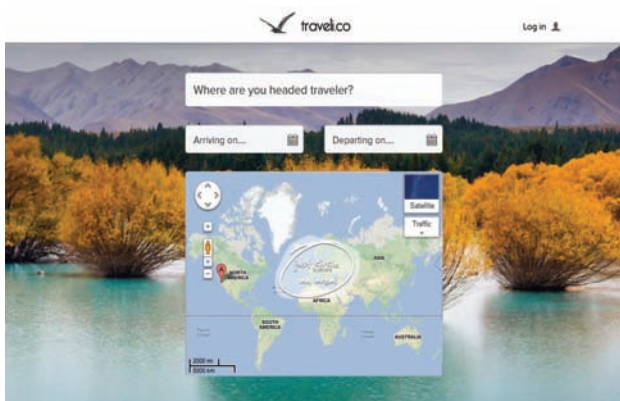 travel.co
Log in
Where are you headed traveler?
Arriving on....
Departing on....
Satellite
Traffic
NORTH
AMERICA
A
EUROPE
ASIA
AFRICA
SOUTH
AMERICA
AUSTRALIA
2000 mi
5000 km